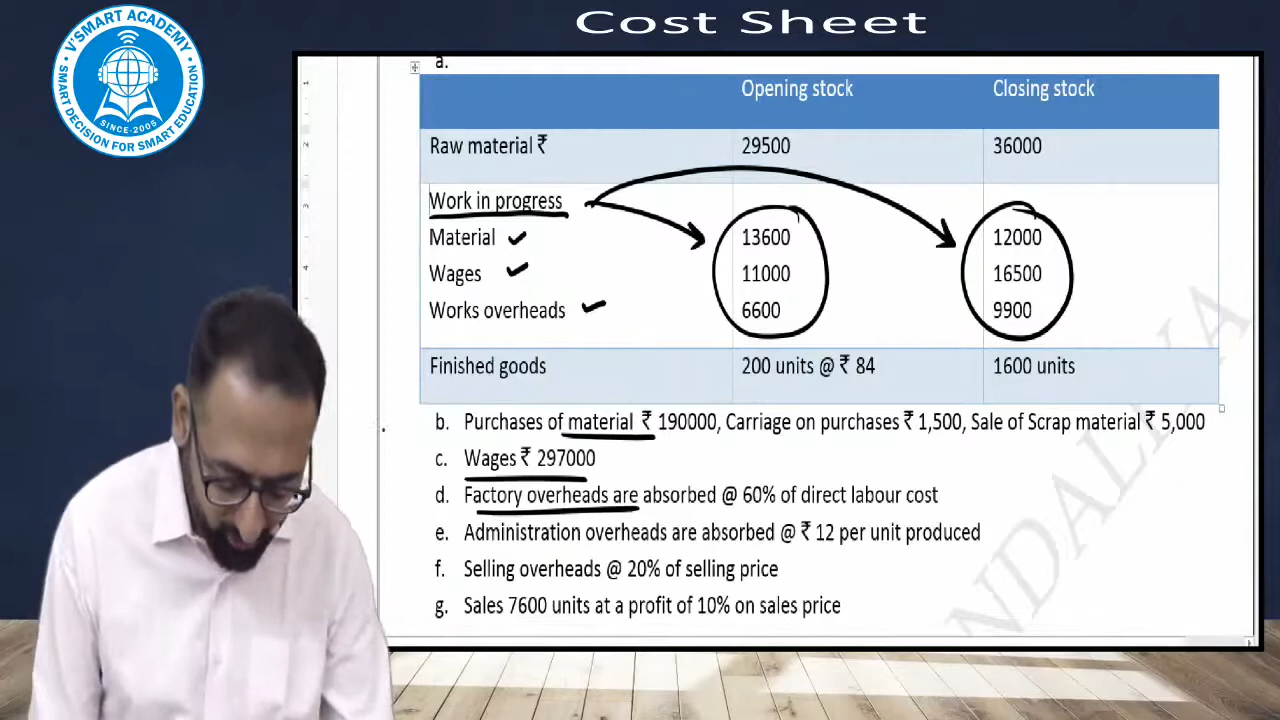 Cost Sheet
V'SMART ACADEMY
SMART DECISION FOR SMART EDUCATION
SINCE-2005
a.
Opening stock Closing stock
Raw material ₹ 29500 36000
Work in progress
Material 13600 12000
Wages 11000 16500
Works overheads 6600 9900
Finished goods 200 units @ ₹ 84 1600 units
b. Purchases of material ₹ 190000, Carriage on purchases ₹ 1,500, Sale of Scrap material ₹ 5,000
c. Wages ₹ 297000
d. Factory overheads are absorbed @ 60% of direct labour cost
e. Administration overheads are absorbed @ ₹ 12 per unit produced
f. Selling overheads @ 20% of selling price
g. Sales 7600 units at a profit of 10% on sales price
NDALIYA